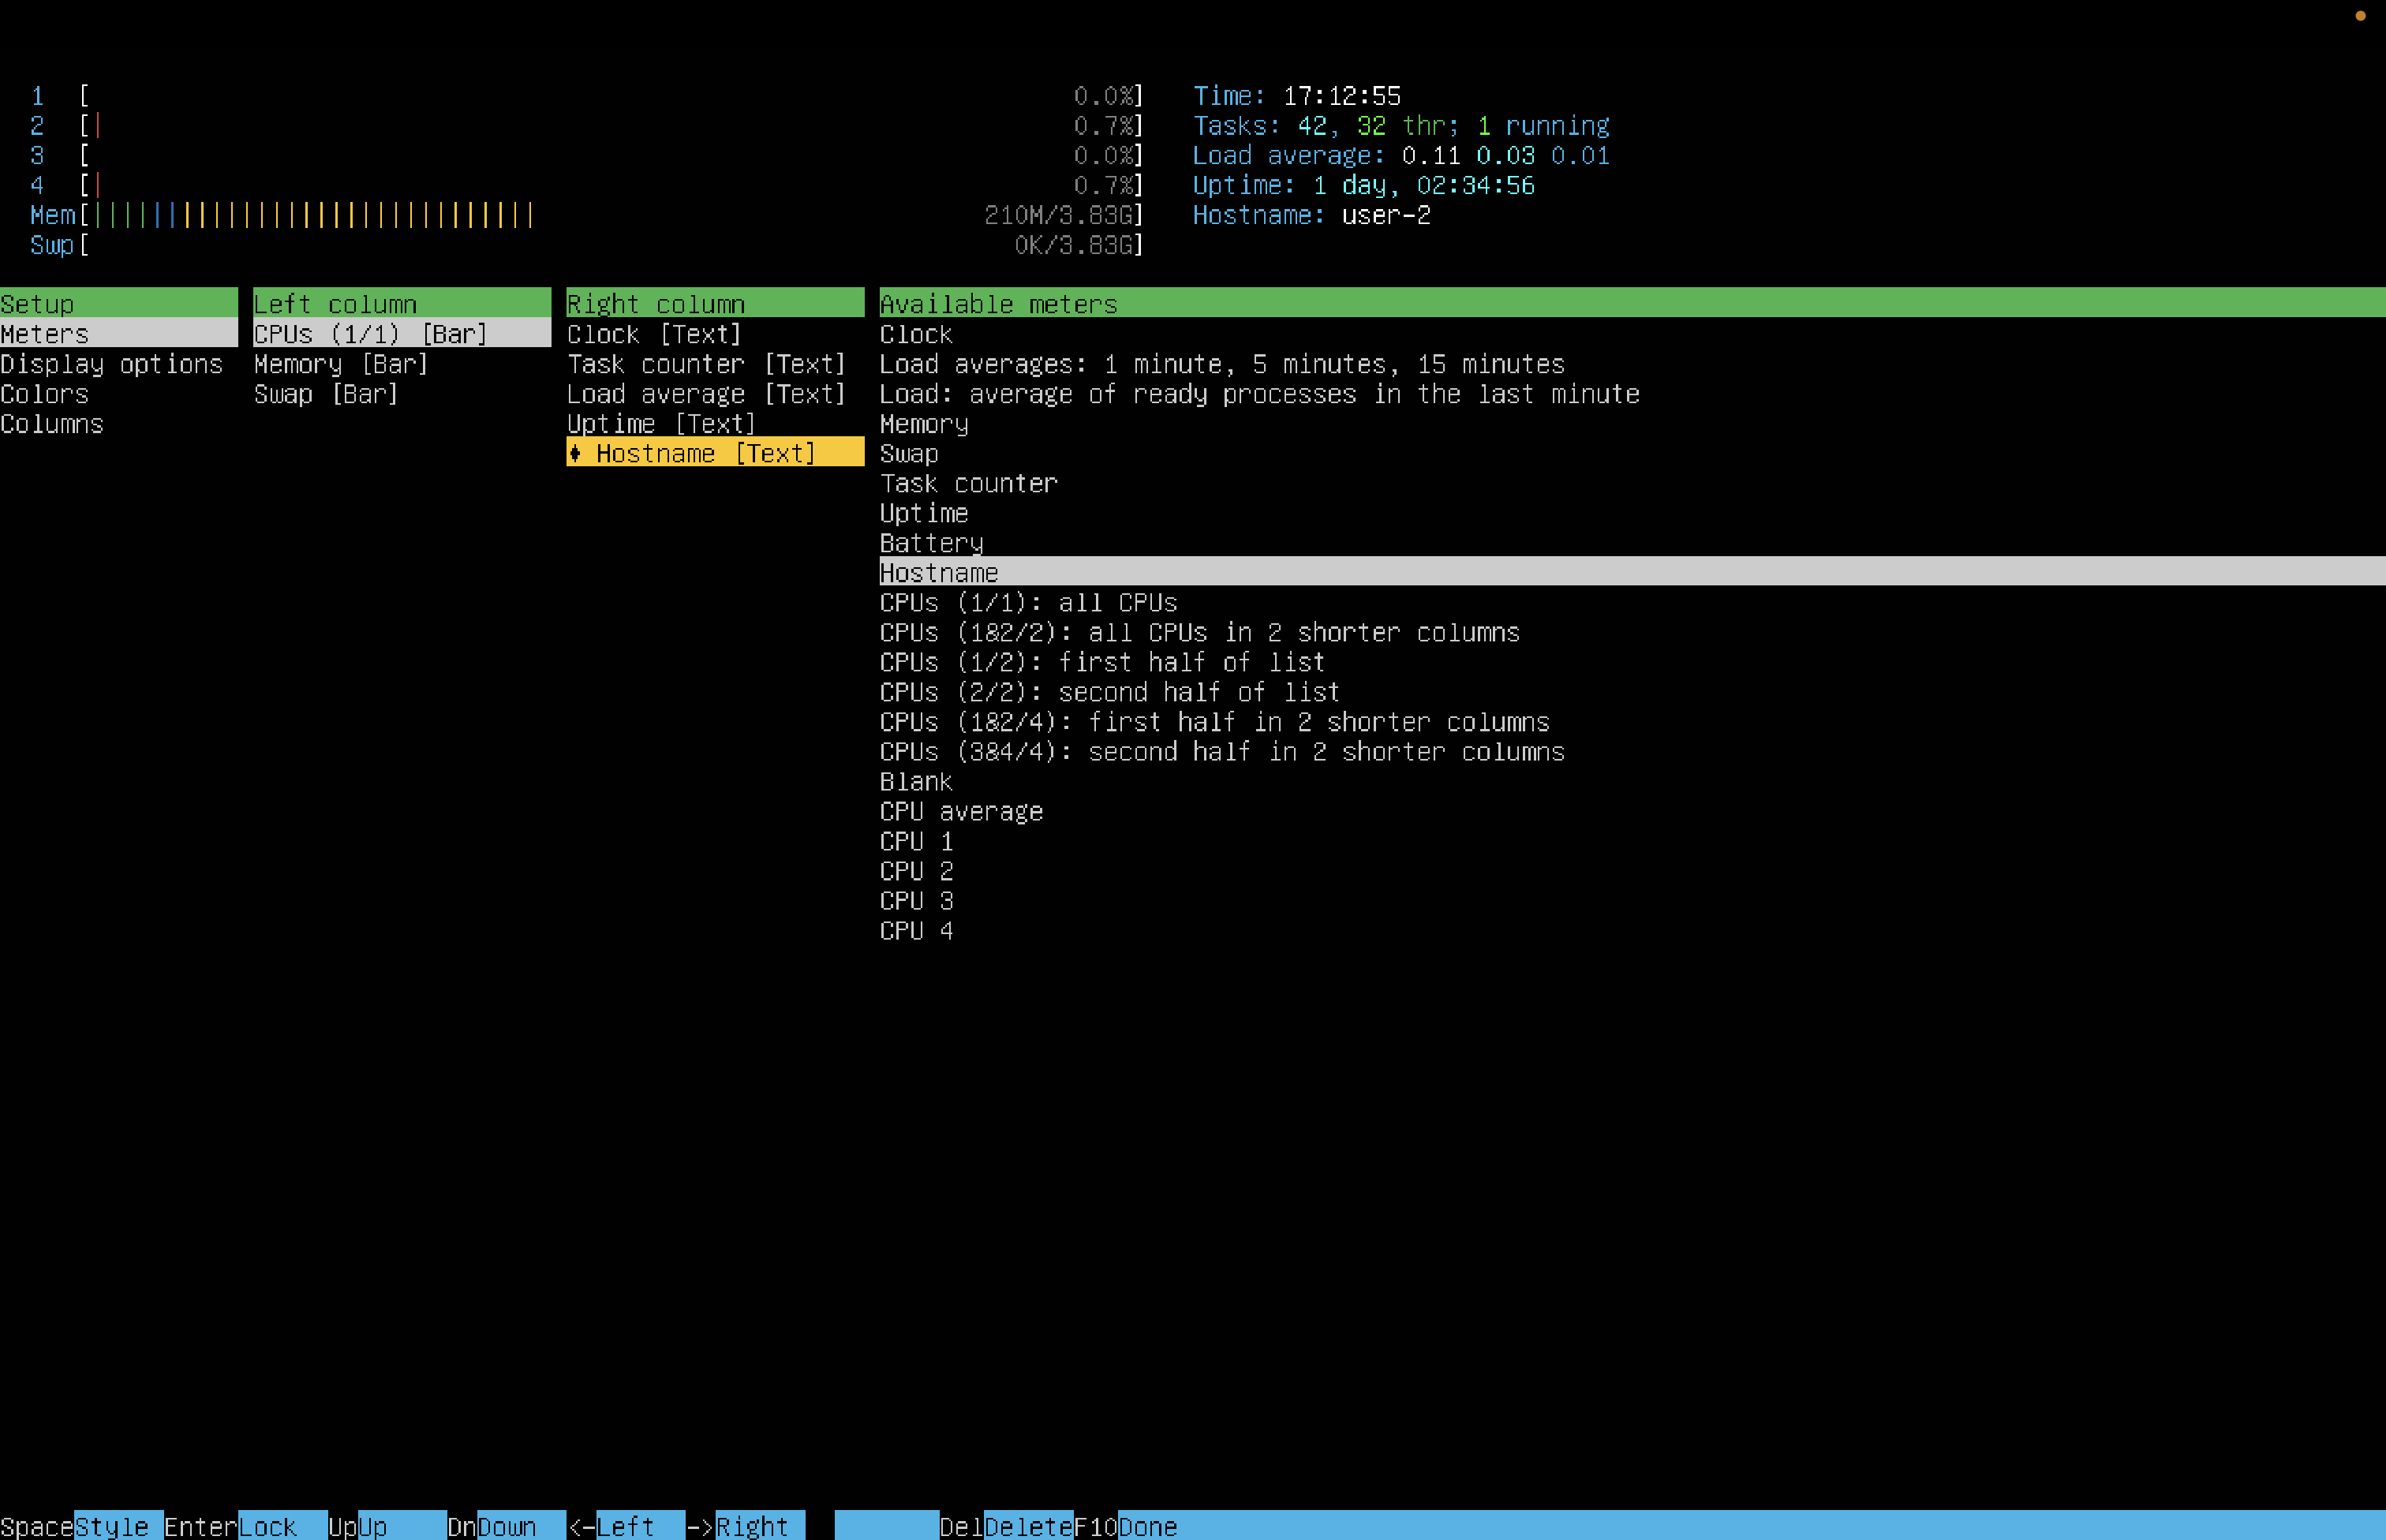 1 [ 0.0%] Time: 17:12:55
2 [| 0.7%] Tasks: 42, 32 thr; 1 running
3 [ 0.0%] Load average: 0.11 0.03 0.01
4 [| 0.7%] Uptime: 1 day, 02:34:56
Mem[||||||||||||||||||||||||||||||210M/3.83G] Hostname: user-2
Swp[ 0K/3.83G]
Setup Left column Right column Available meters
Meters CPUs (1/1) [Bar] Clock [Text] Clock
Display options Memory [Bar] Task counter [Text] Load averages: 1 minute, 5 minutes, 15 minutes
Colors Swap [Bar] Load average [Text] Load: average of ready processes in the last minute
Columns Uptime [Text] Memory
♦ Hostname [Text] Swap
Task counter
Uptime
Battery
Hostname
CPUs (1/1): all CPUs
CPUs (1&2/2): all CPUs in 2 shorter columns
CPUs (1/2): first half of list
CPUs (2/2): second half of list
CPUs (1&2/4): first half in 2 shorter columns
CPUs (3&4/4): second half in 2 shorter columns
Blank
CPU average
CPU 1
CPU 2
CPU 3
CPU 4
SpaceStyle EnterLock UpUp DnDown <-Left ->Right DelDeleteF10Done